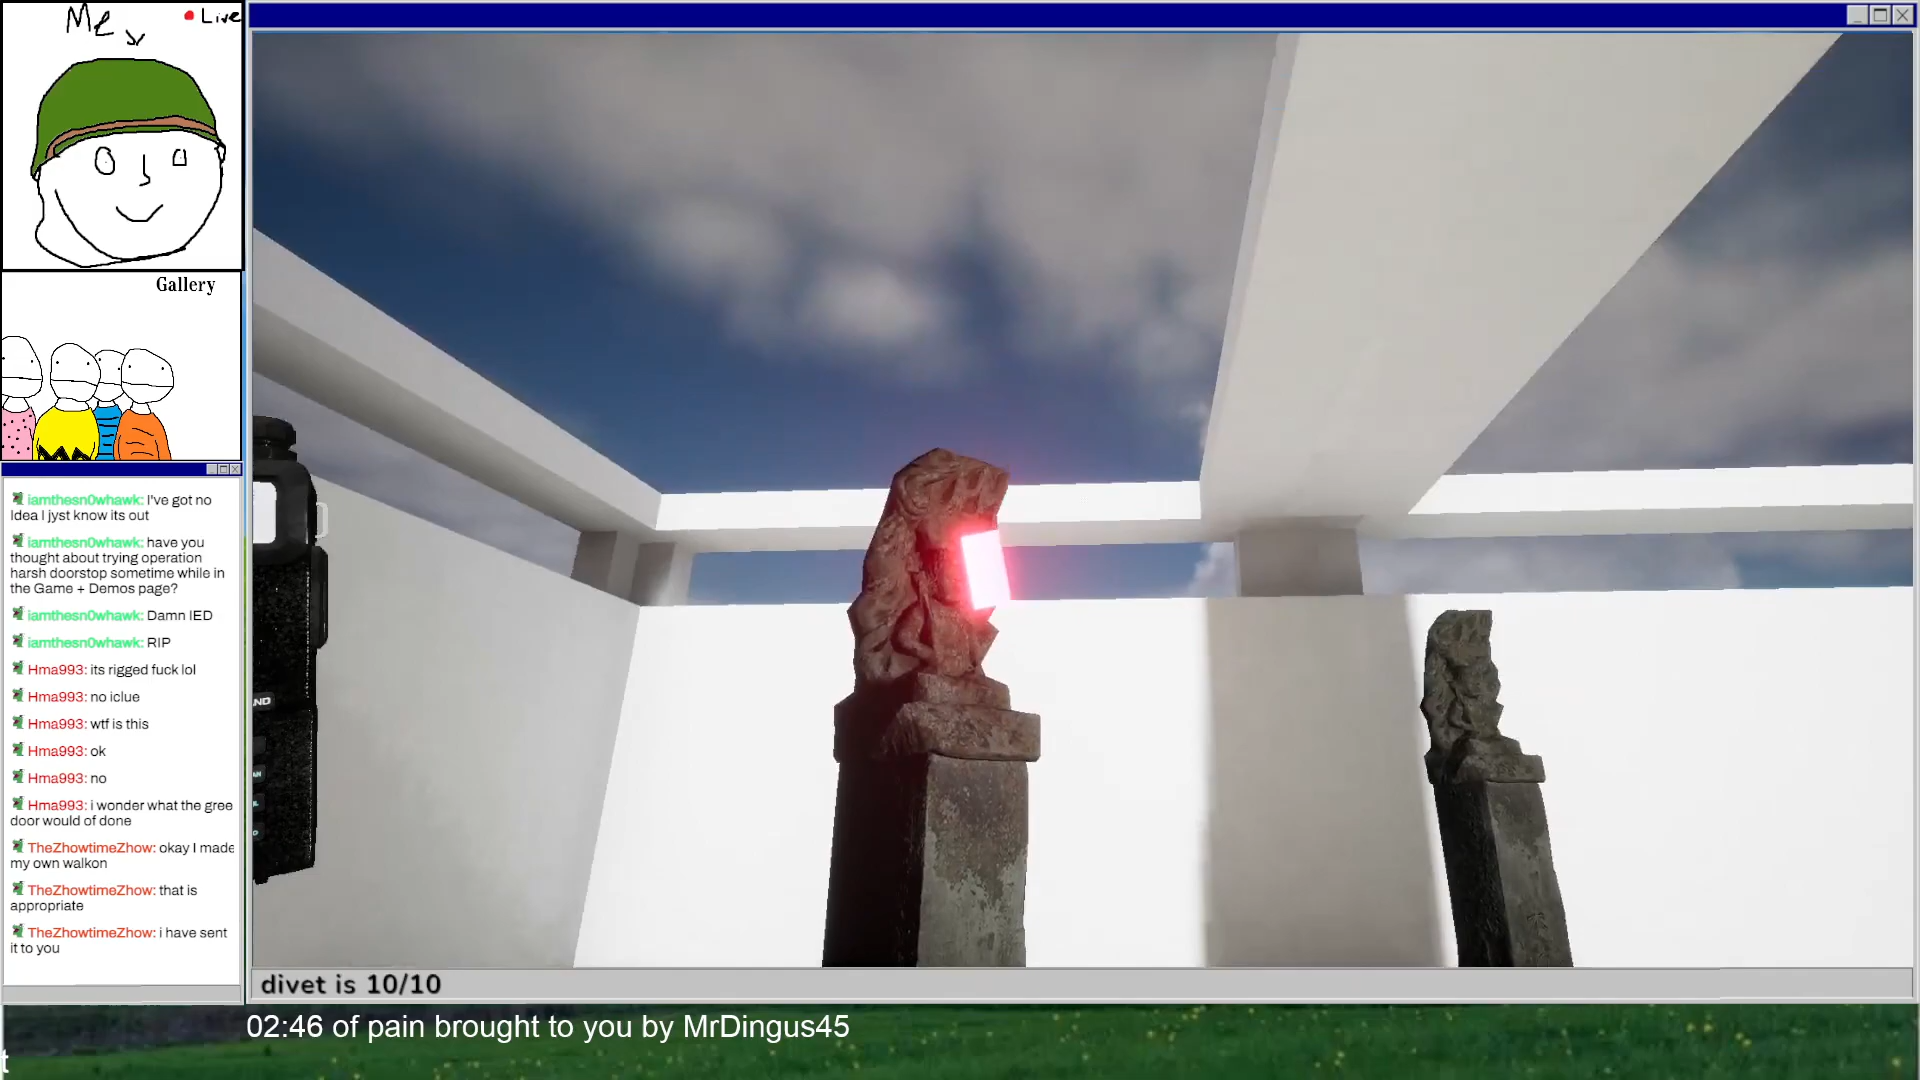 Me
Live
Gallery
iamthesn0whawk: I've got no
Idea I jyst know its out
iamthesn0whawk: have you
thought about trying operation
harsh doorstop sometime while in
the Game + Demos page?
iamthesn0whawk: Damn IED
iamthesn0whawk: RIP
Hma993: its rigged fuck lol
Hma993: no iclue
Hma993: wtf is this
Hma993: ok
Hma993: no
Hma993: i wonder what the gree
door would of done
TheZhowtimeZhow: okay I made
my own walkon
TheZhowtimeZhow: that is
appropriate
TheZhowtimeZhow: i have sent
it to you
divet is 10/10
02:46 of pain brought to you by MrDingus45
t